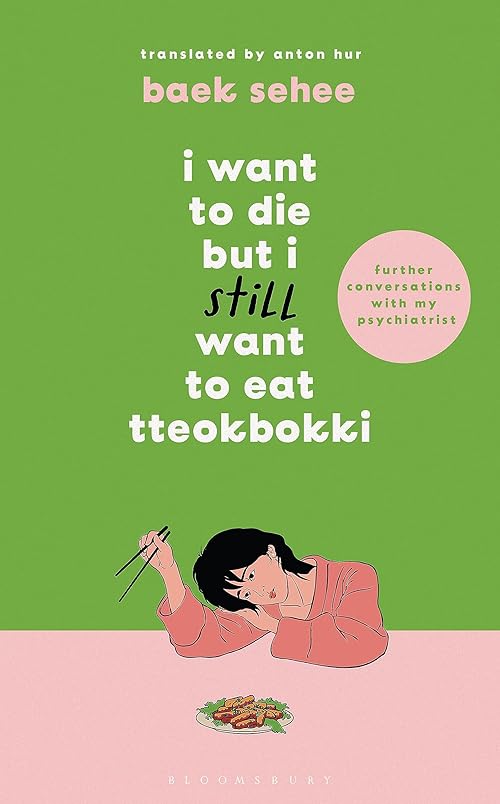 translated by anton hur
baek sehee
i want
to die
but i
still
want
to eat
tteokbokki
further
conversations
with my
psychiatrist
BLOOMSBURY